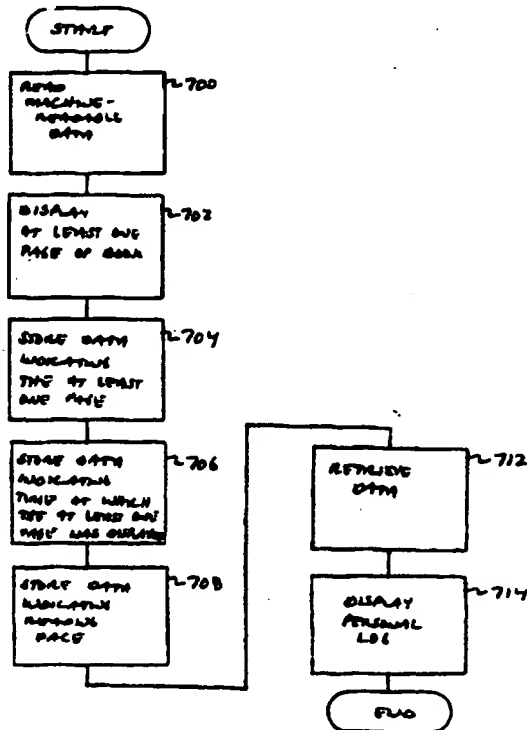 START
READ
MACHINE-
READABLE
DATA
700
DISPLAY
AT LEAST ONE
PAGE OF BOOK
702
STORE DATA
INDICATING
THE AT LEAST
ONE PAGE
704
STORE DATA
INDICATING
TIME AT WHICH
THE AT LEAST ONE
PAGE WAS DISPLAYED
706
STORE DATA
INDICATING
READING
PACE
708
RETRIEVE
DATA
712
DISPLAY
PERSONAL
LOG
714
END